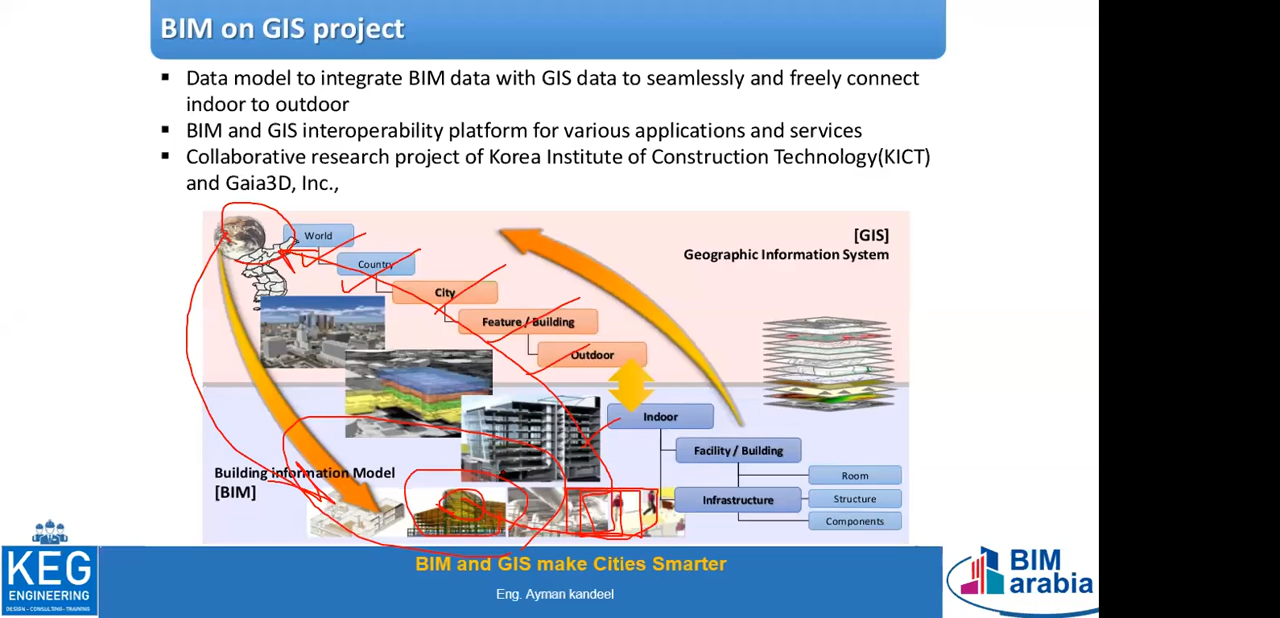 BIM on GIS project
▪ Data model to integrate BIM data with GIS data to seamlessly and freely connect
indoor to outdoor
▪ BIM and GIS interoperability platform for various applications and services
▪ Collaborative research project of Korea Institute of Construction Technology(KICT)
and Gaia3D, Inc.,
World
Country
City
Feature / Building
Outdoor
[GIS]
Geographic Information System
Indoor
Facility / Building
Room
Infrastructure
Structure
Components
Building information Model
[BIM]
KEG
ENGINEERING
DESIGN - CONSULTING - TRAINING
BIM and GIS make Cities Smarter
Eng. Ayman kandeel
BIM
arabia